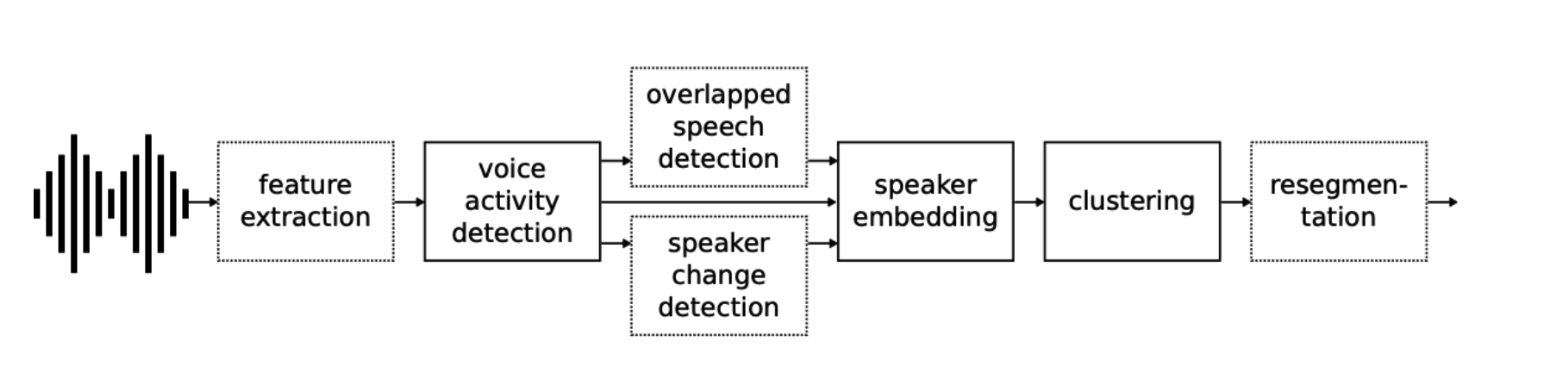 feature
extraction
voice
activity
detection
overlapped
speech
detection
speaker
change
detection
speaker
embedding
clustering
resegmen-
tation